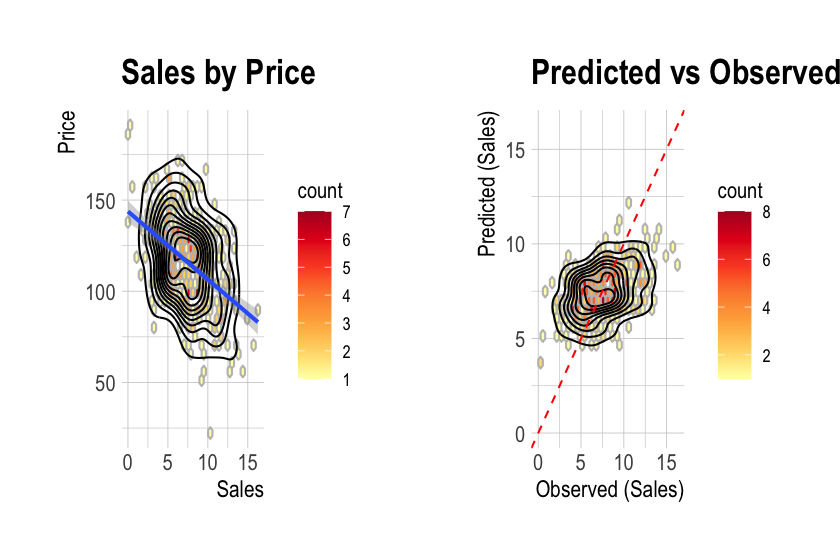 Sales by Price
Price
150
100
50
0 5 10 15
Sales
count
7
6
5
4
3
2
1
Predicted vs Observed
Predicted (Sales)
15
10
5
0
0 5 10 15
Observed (Sales)
count
8
6
4
2